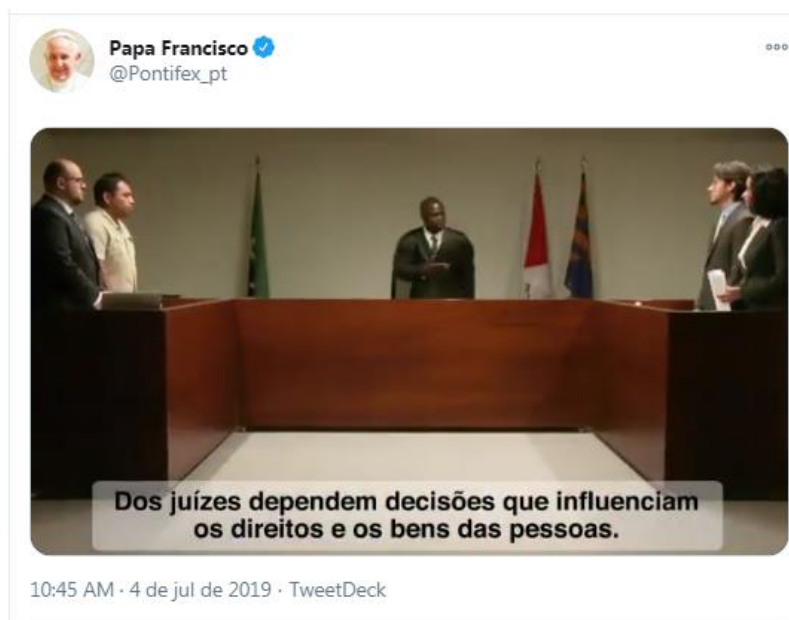 Papa Francisco
@Pontifex_pt
Dos juízes dependem decisões que influenciam
os direitos e os bens das pessoas.
10:45 AM · 4 de jul de 2019 · TweetDeck